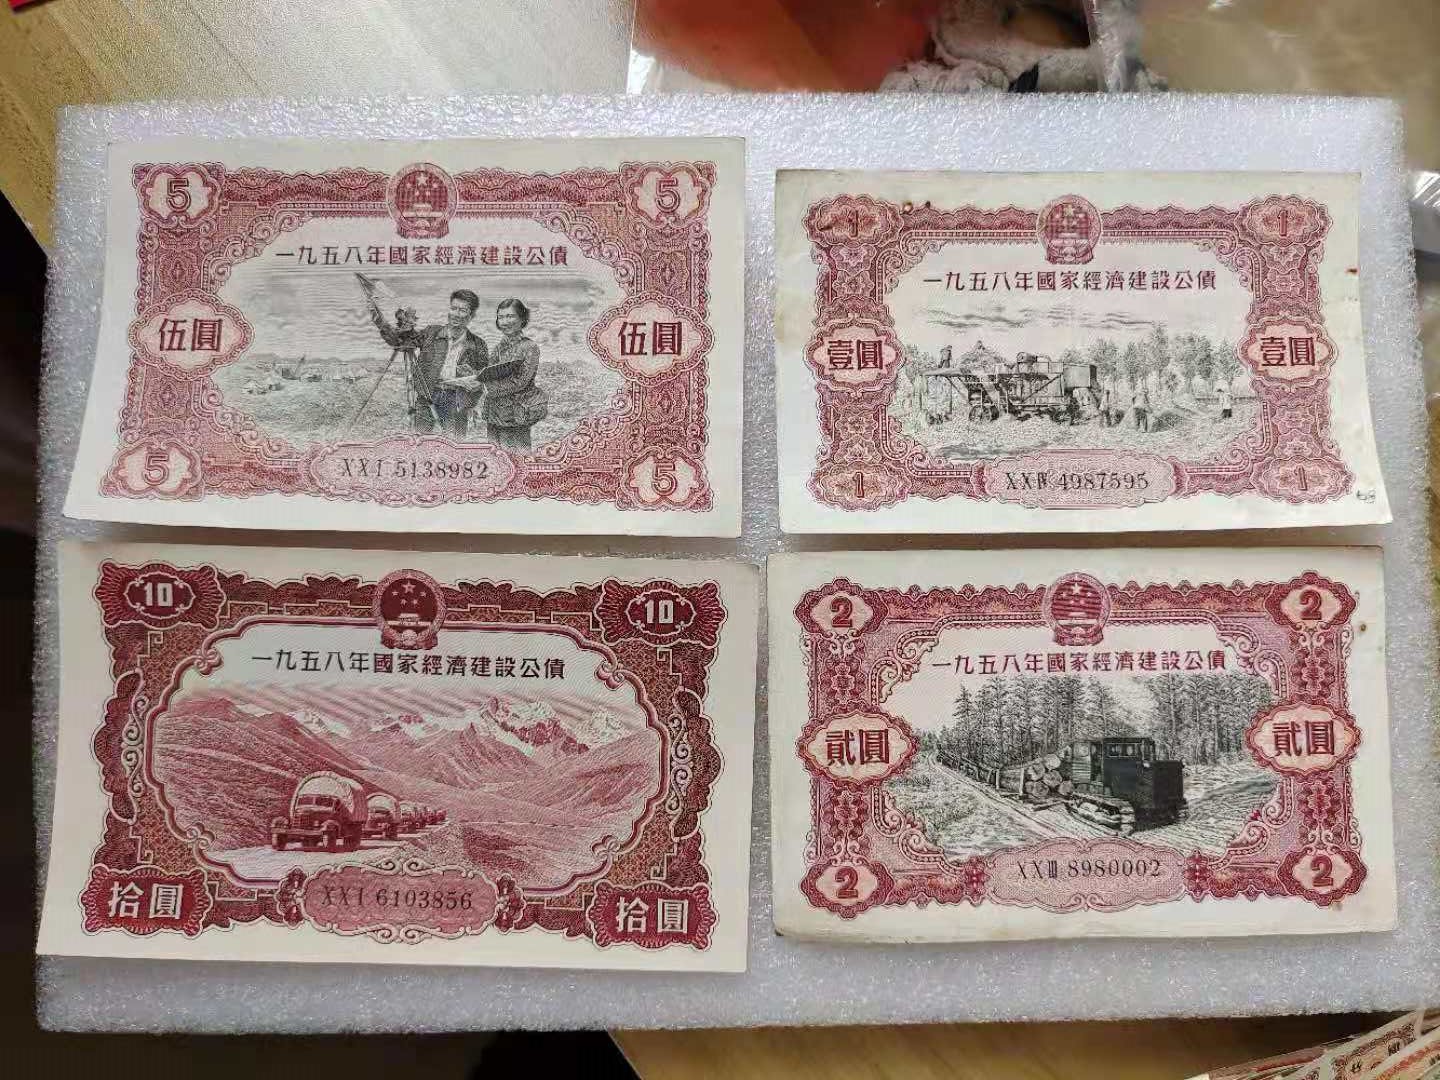 5 5
一九五八年國家經濟建設公債
伍圓 伍圓
XXI 5138982
5 5
1 1
一九五八年國家經濟建設公債
壹圓 壹圓
XXIV 4987595
1 1
10 10
一九五八年國家經濟建設公債
XXI 6103856
拾圓 拾圓
2 2
一九五八年國家經濟建設公債
貳圓 貳圓
XXIII 8980002
2 2